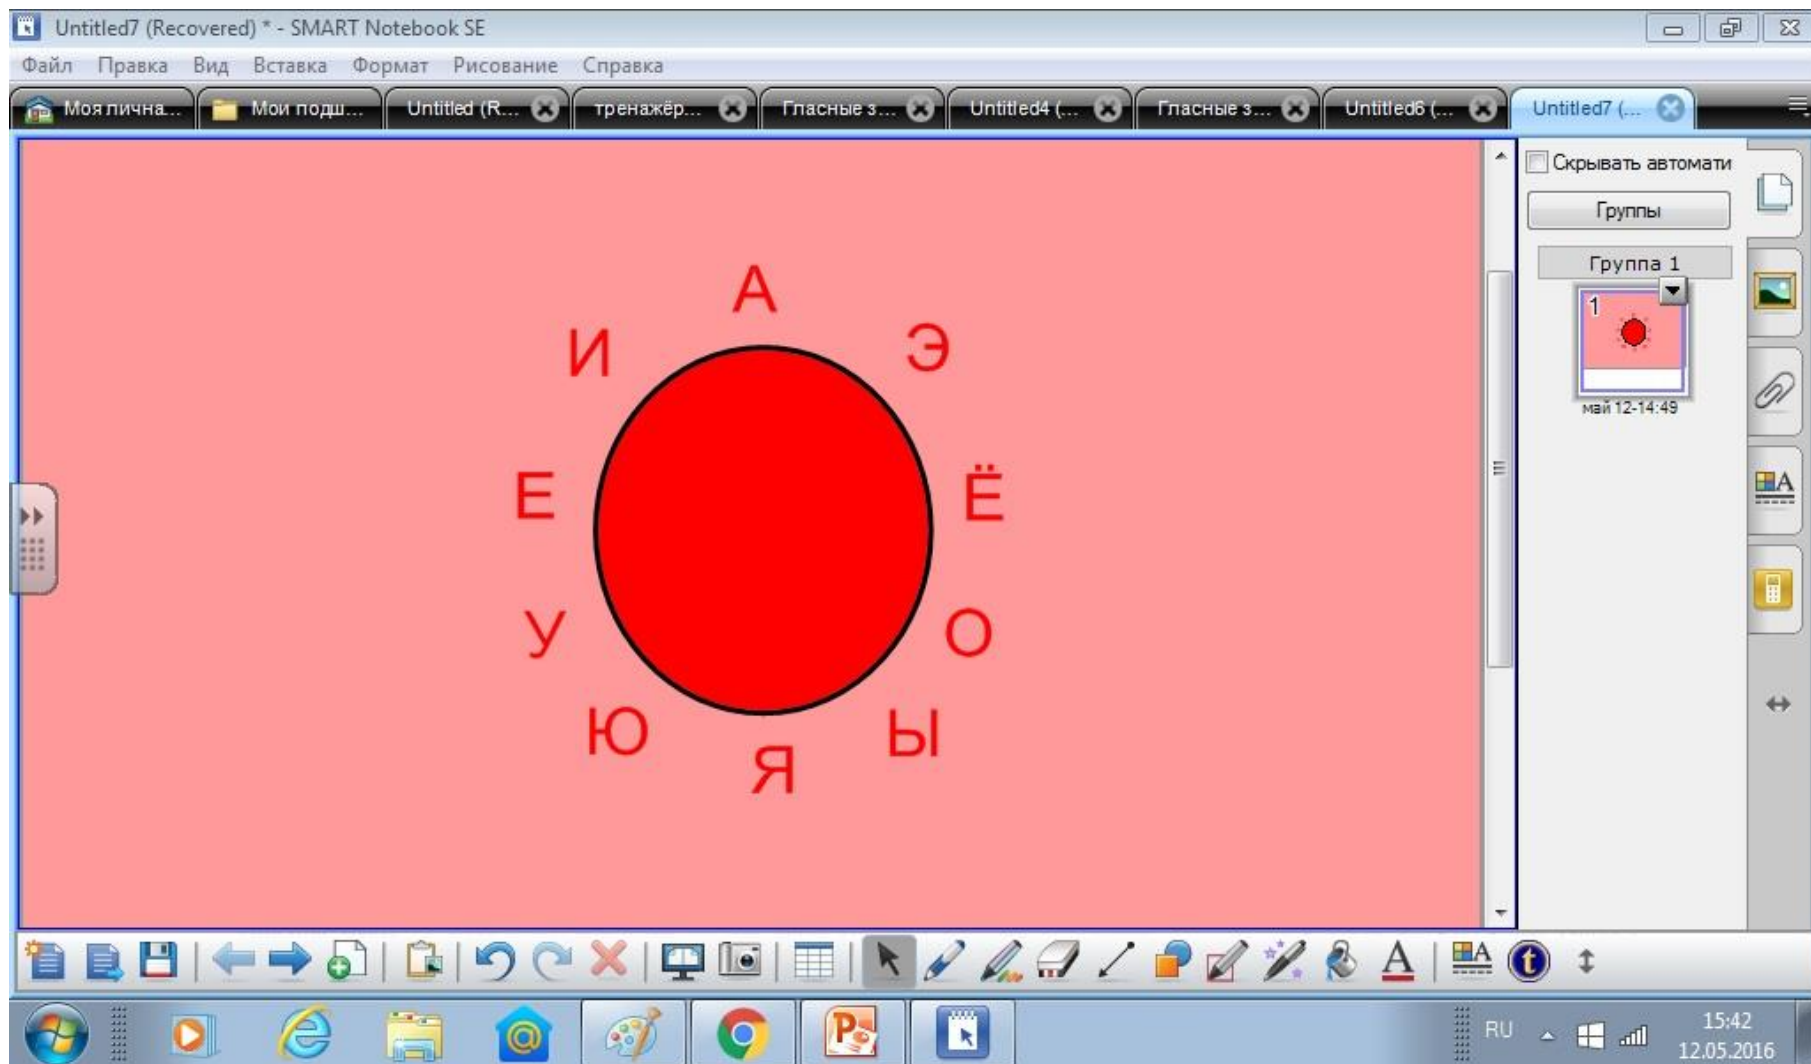 Untitled7 (Recovered) * - SMART Notebook SE
Файл Правка Вид Вставка Формат Рисование Справка
Моя лична... Мои подш... Untitled (R... тренажёр... Гласные з... Untitled4 (... Гласные з... Untitled6 (... Untitled7 (...
Скрывать автомати
Группы
Группа 1
1
май 12-14:49
А
И Э
Е Ё
У О
Ю Ы
Я
RU
15:42
12.05.2016